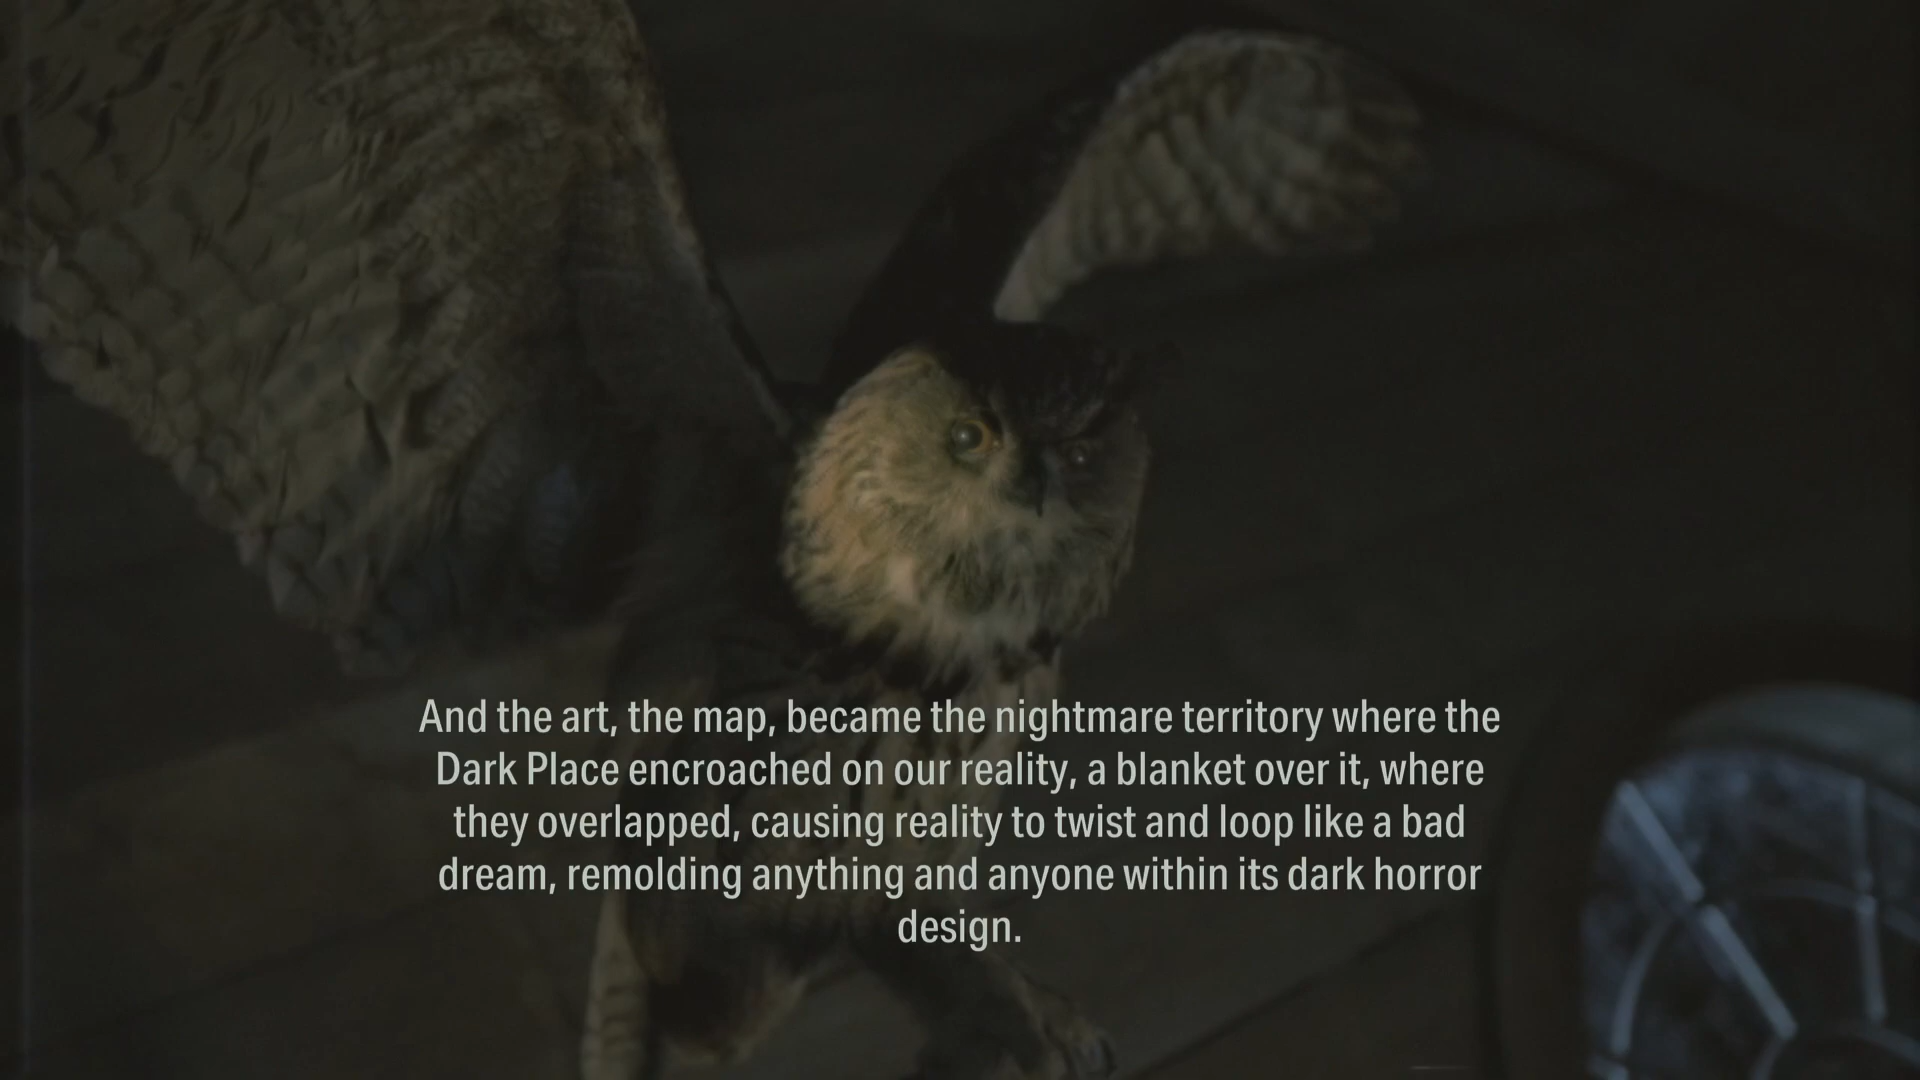 And the art, the map, became the nightmare territory where the
Dark Place encroached on our reality, a blanket over it, where
they overlapped, causing reality to twist and loop like a bad
dream, remolding anything and anyone within its dark horror
design.